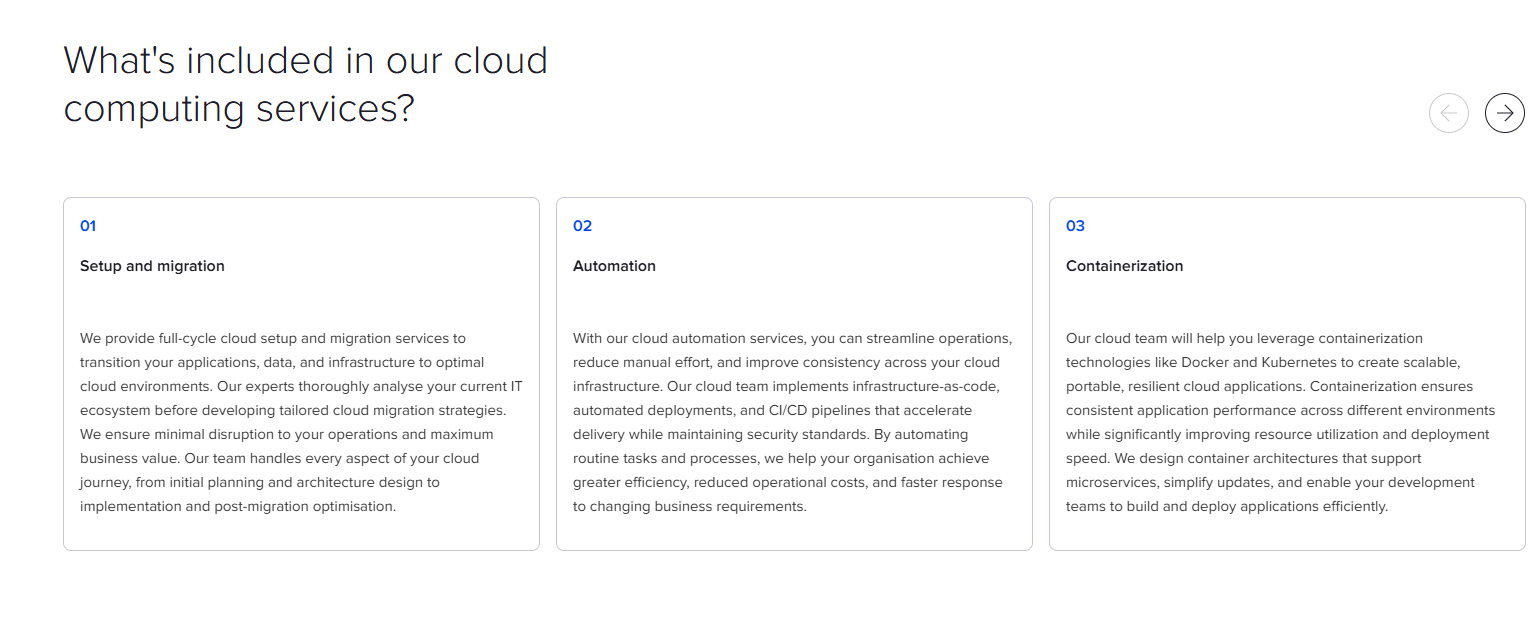 What's included in our cloud
computing services?
01
Setup and migration
We provide full-cycle cloud setup and migration services to
transition your applications, data, and infrastructure to optimal
cloud environments. Our experts thoroughly analyse your current IT
ecosystem before developing tailored cloud migration strategies.
We ensure minimal disruption to your operations and maximum
business value. Our team handles every aspect of your cloud
journey, from initial planning and architecture design to
implementation and post-migration optimisation.
02
Automation
With our cloud automation services, you can streamline operations,
reduce manual effort, and improve consistency across your cloud
infrastructure. Our cloud team implements infrastructure-as-code,
automated deployments, and CI/CD pipelines that accelerate
delivery while maintaining security standards. By automating
routine tasks and processes, we help your organisation achieve
greater efficiency, reduced operational costs, and faster response
to changing business requirements.
03
Containerization
Our cloud team will help you leverage containerization
technologies like Docker and Kubernetes to create scalable,
portable, resilient cloud applications. Containerization ensures
consistent application performance across different environments
while significantly improving resource utilization and deployment
speed. We design container architectures that support
microservices, simplify updates, and enable your development
teams to build and deploy applications efficiently.